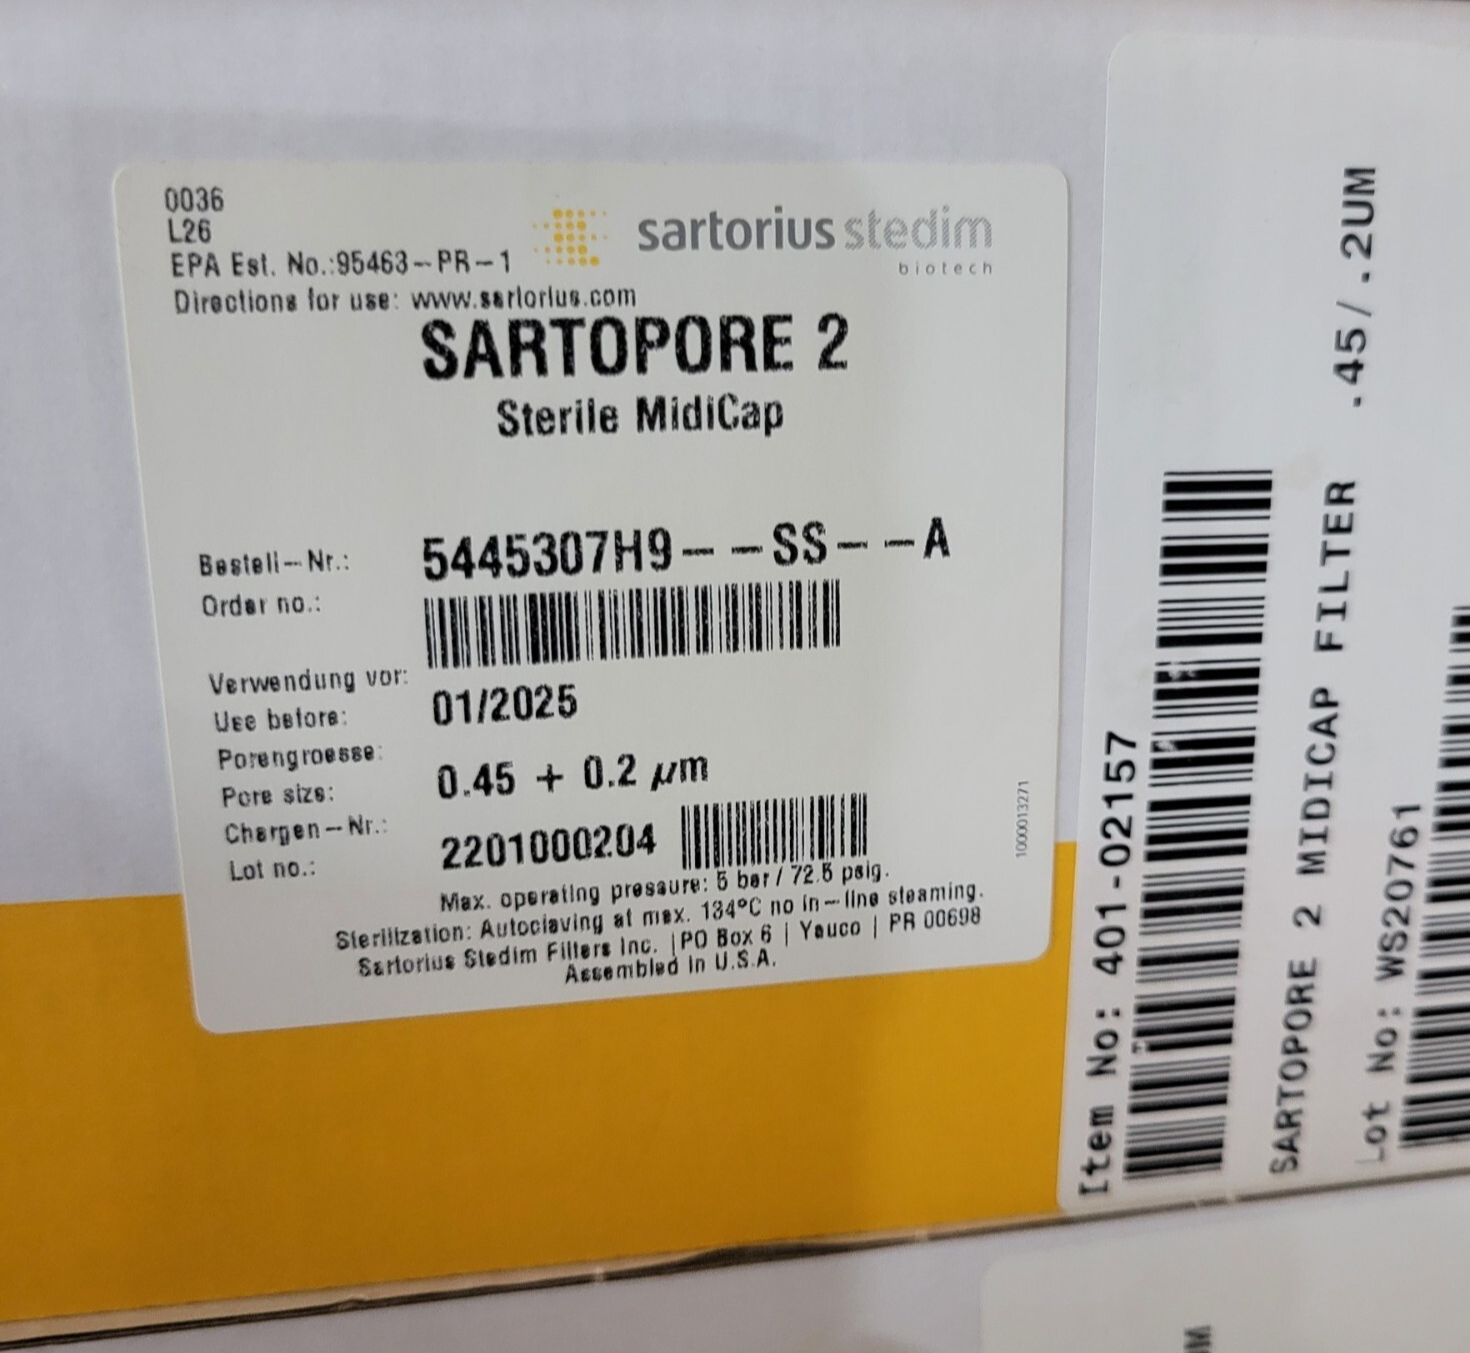 0036
L26
EPA Est. No.:95463-PR-1
Directions for use: www.sartorius.com
sartorius stedim
biotech
SARTOPORE 2
Sterile MidiCap
Bestell-Nr.: 5445307H9--SS--A
Order no.:
Verwendung vor:
Use before: 01/2025
Porengroesse:
Pore size: 0.45 + 0.2 µm
Chargen-Nr.:
Lot no.: 2201000204
Max. operating pressure: 5 bar / 72.5 psig.
Sterilization: Autoclaving at max. 134°C no in-line steaming.
Sartorius Stedim Filters Inc. | PO Box 6 | Yauco | PR 00698
Assembled in U.S.A.
1000013271
Item No: 401-02157
SARTOPORE 2 MIDICAP FILTER .45/.2UM
Lot No: WS20761